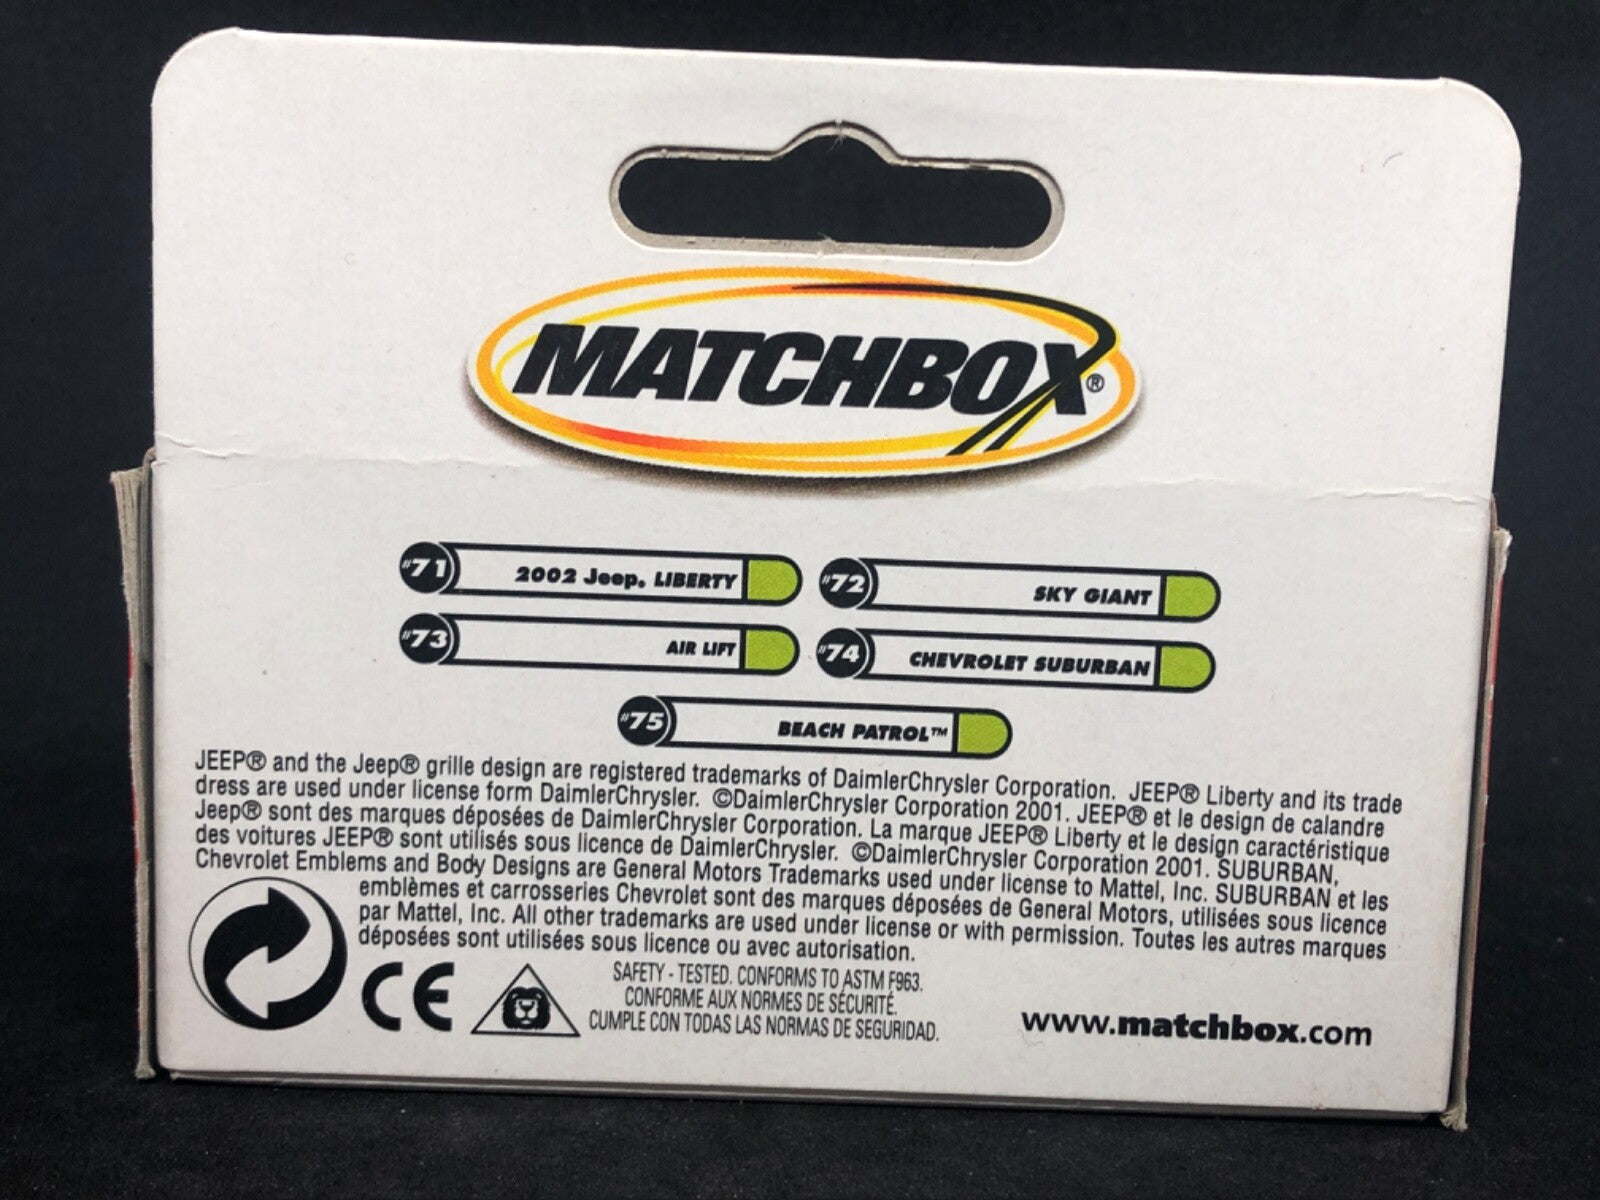 MATCHBOX®
#71 2002 Jeep® LIBERTY
#72 SKY GIANT
#73 AIR LIFT
#74 CHEVROLET SUBURBAN
#75 BEACH PATROL™
JEEP® and the Jeep® grille design are registered trademarks of DaimlerChrysler Corporation. JEEP® Liberty and its trade
dress are used under license form DaimlerChrysler. ©DaimlerChrysler Corporation 2001. JEEP® et le design de calandre
Jeep® sont des marques déposées de DaimlerChrysler Corporation. La marque JEEP® Liberty et le design caractéristique
des voitures JEEP® sont utilisés sous licence de DaimlerChrysler. ©DaimlerChrysler Corporation 2001. SUBURBAN,
Chevrolet Emblems and Body Designs are General Motors Trademarks used under license to Mattel, Inc. SUBURBAN et les
emblèmes et carrosseries Chevrolet sont des marques déposées de General Motors, utilisées sous licence
par Mattel, Inc. All other trademarks are used under license or with permission. Toutes les autres marques
déposées sont utilisées sous licence ou avec autorisation.
CE
SAFETY - TESTED. CONFORMS TO ASTM F963.
CONFORME AUX NORMES DE SÉCURITÉ.
CUMPLE CON TODAS LAS NORMAS DE SEGURIDAD.
www.matchbox.com